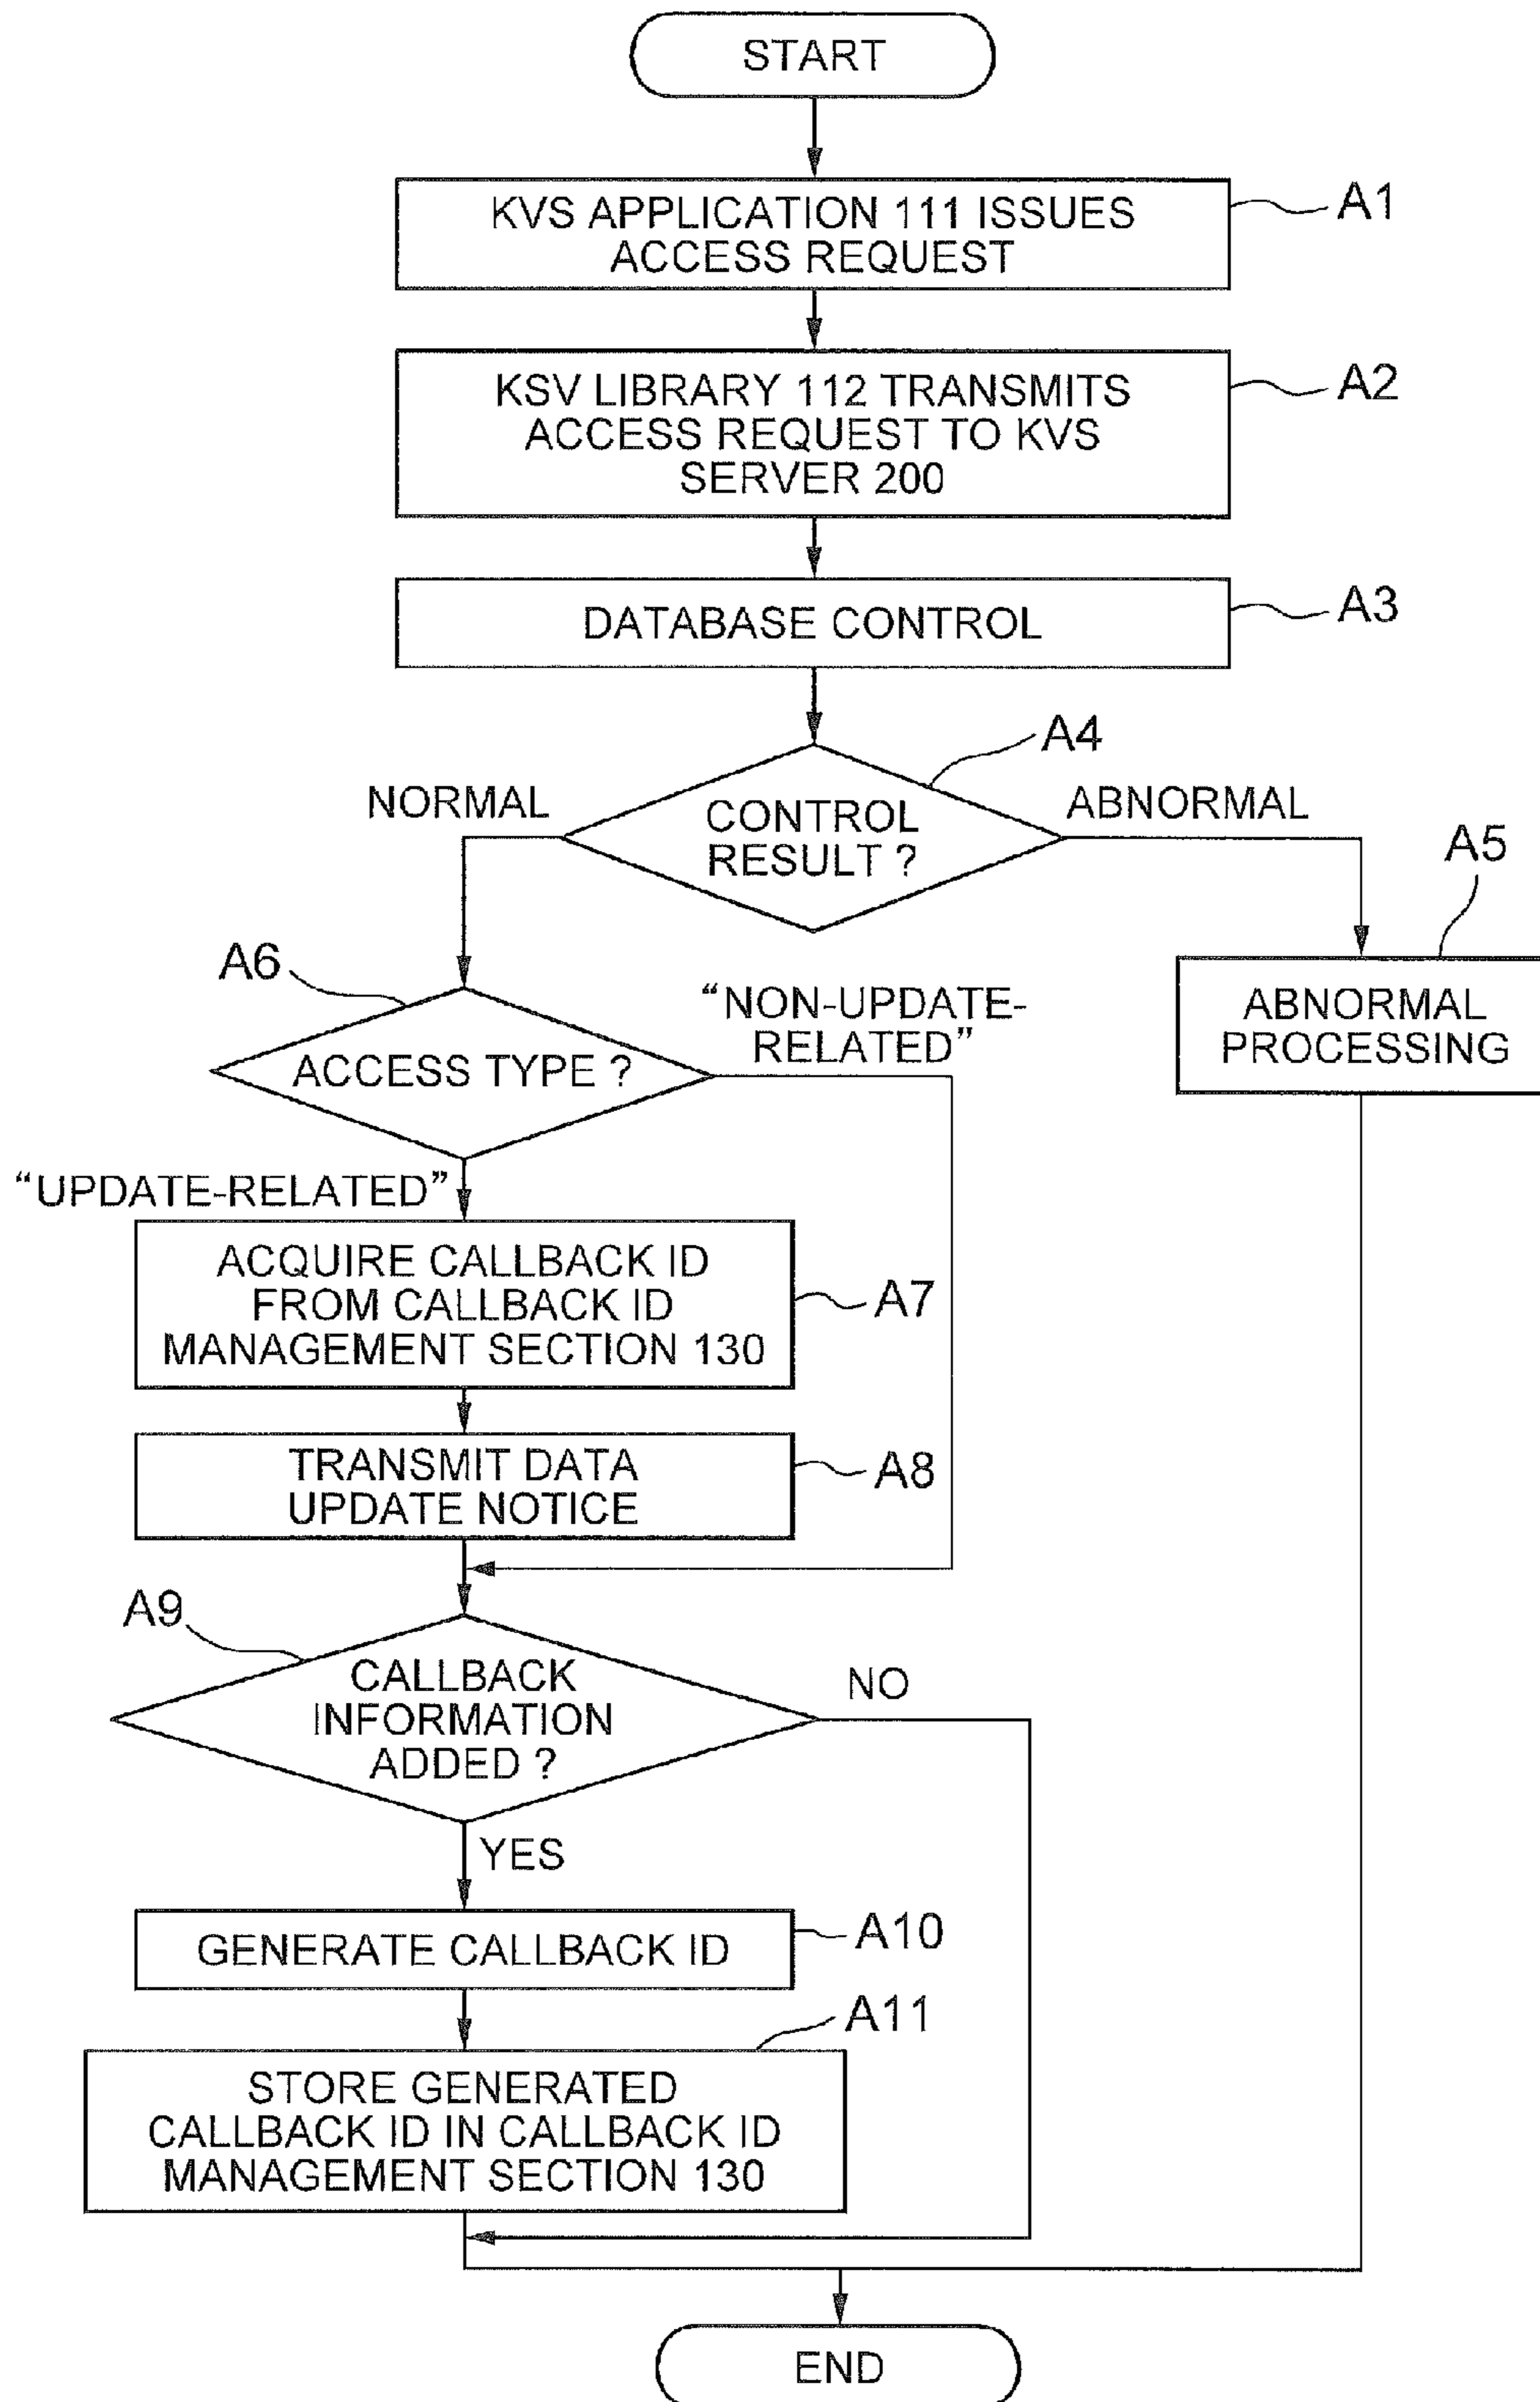 START
KVS APPLICATION 111 ISSUES
ACCESS REQUEST
A1
KSV LIBRARY 112 TRANSMITS
ACCESS REQUEST TO KVS
SERVER 200
A2
DATABASE CONTROL
A3
A4
NORMAL
CONTROL
RESULT ?
ABNORMAL
A5
ABNORMAL
PROCESSING
A6
ACCESS TYPE ?
“NON-UPDATE-
RELATED”
“UPDATE-RELATED”
ACQUIRE CALLBACK ID
FROM CALLBACK ID
MANAGEMENT SECTION 130
A7
TRANSMIT DATA
UPDATE NOTICE
A8
A9
CALLBACK
INFORMATION
ADDED ?
NO
YES
GENERATE CALLBACK ID
A10
A11
STORE GENERATED
CALLBACK ID IN CALLBACK ID
MANAGEMENT SECTION 130
END